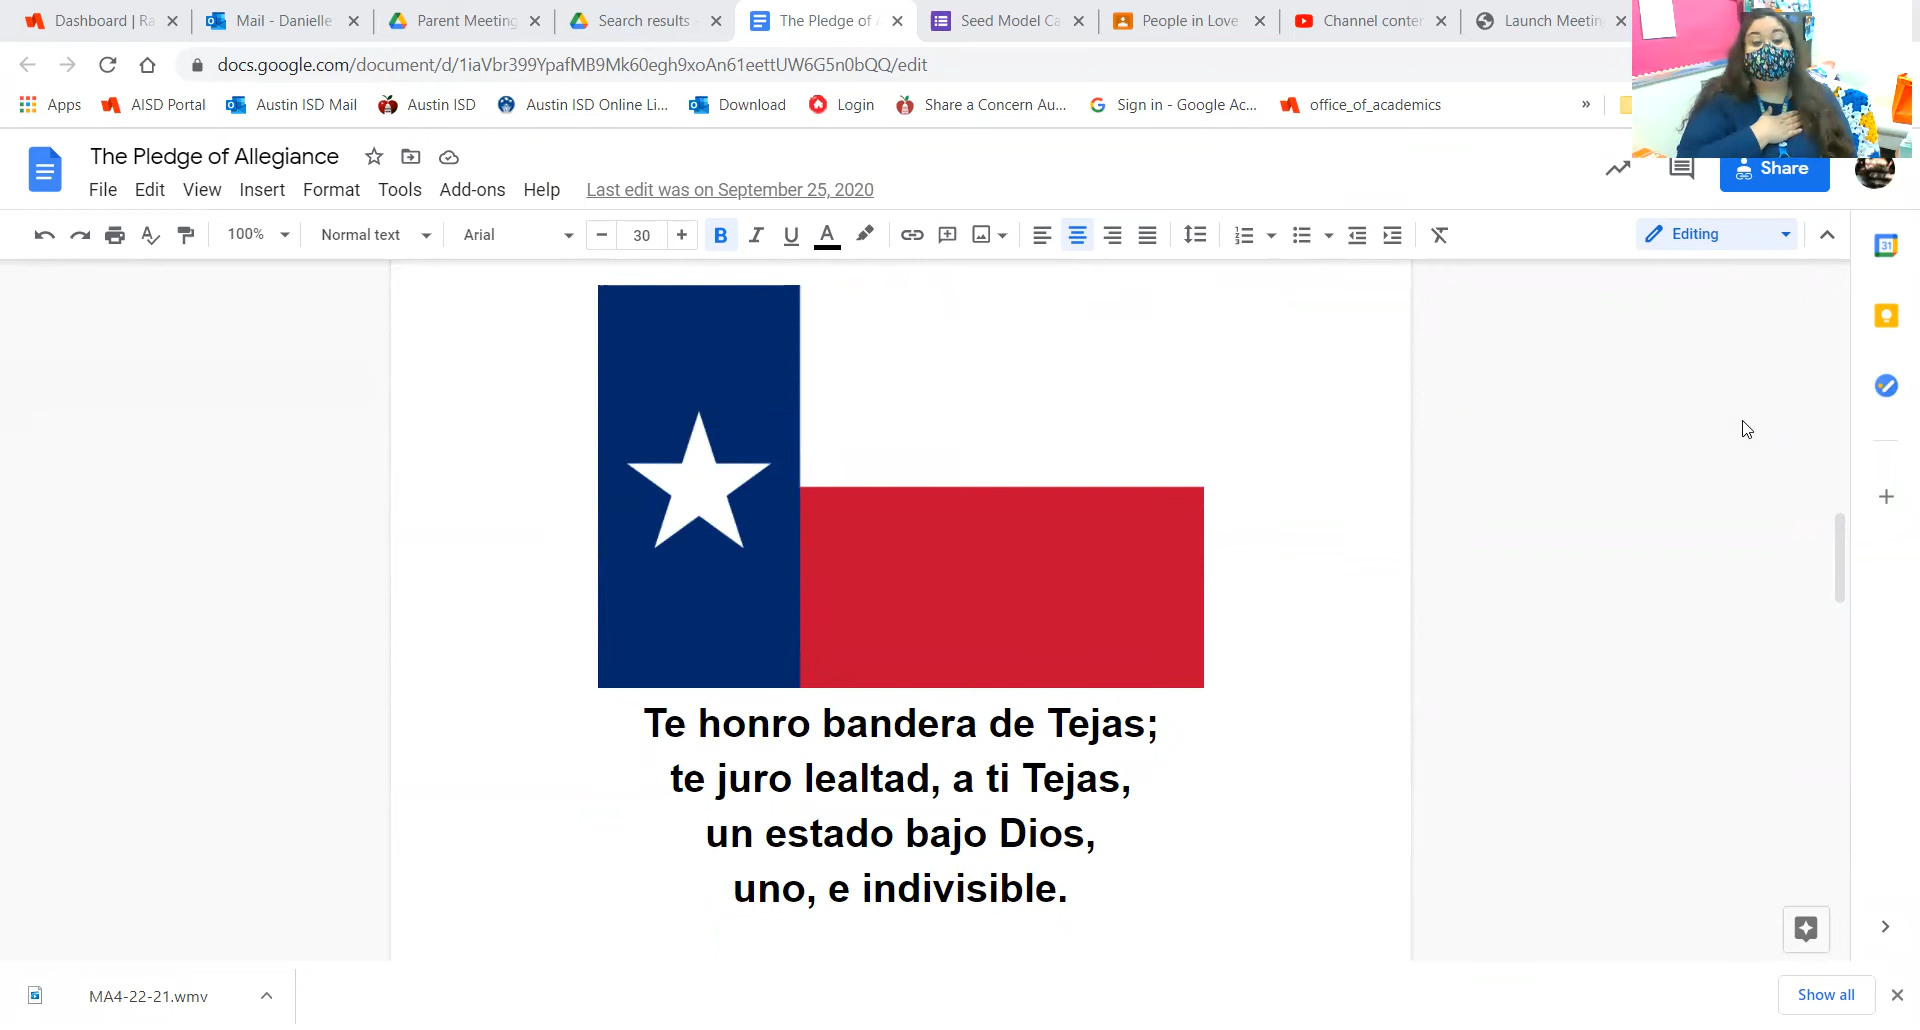 Dashboard | Ra
Mail - Danielle
Parent Meeting
Search results -
The Pledge of A
Seed Model Ca
People in Love
Channel conten
Launch Meetin
docs.google.com/document/d/1iaVbr399YpafMB9Mk60egh9xoAn61eettUW6G5n0bQQ/edit
Apps
AISD Portal
Austin ISD Mail
Austin ISD
Austin ISD Online Li...
Download
Login
Share a Concern Au...
Sign in - Google Ac...
office_of_academics
»
The Pledge of Allegiance
File Edit View Insert Format Tools Add-ons Help Last edit was on September 25, 2020
Share
100%
Normal text
Arial
30
B I U A
Editing
31
Te honro bandera de Tejas;
te juro lealtad, a ti Tejas,
un estado bajo Dios,
uno, e indivisible.
MA4-22-21.wmv
Show all